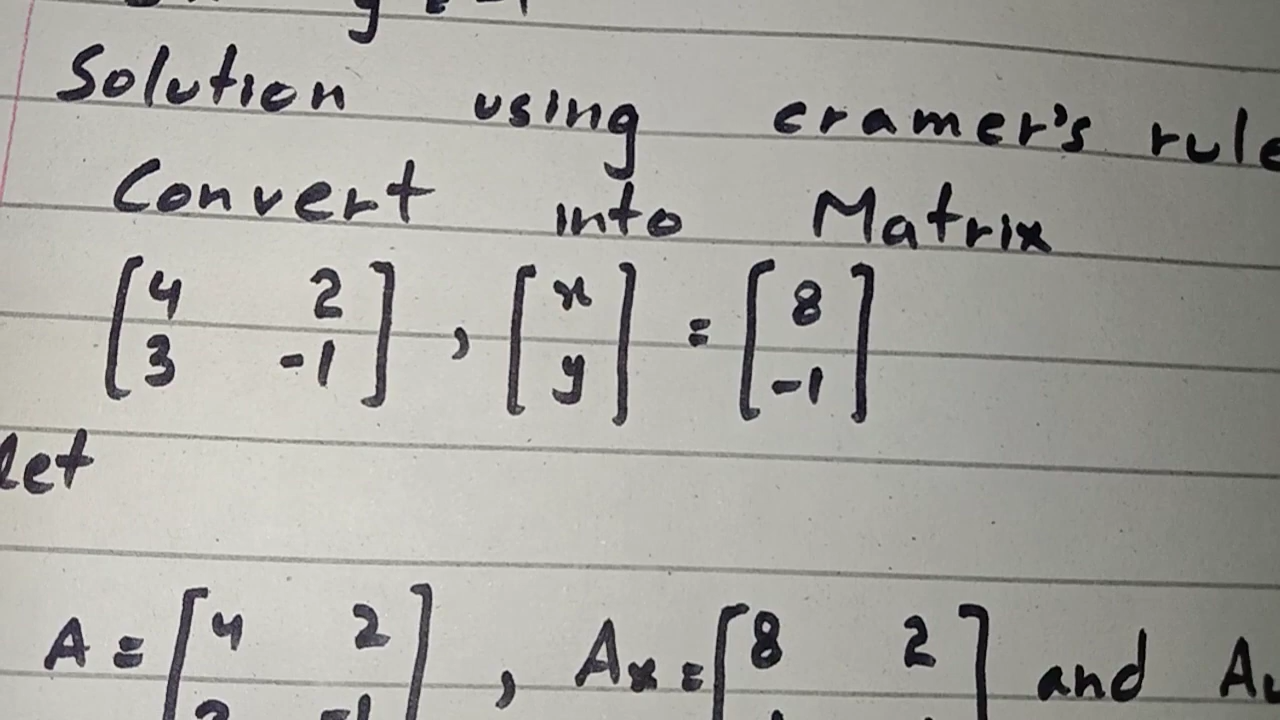 Solution using cramer's rule
Convert into Matrix
[4 2
3 -1] , [x
y] = [8
-1]
let
A = [4 2 ] , Ax = [8 2 ] and